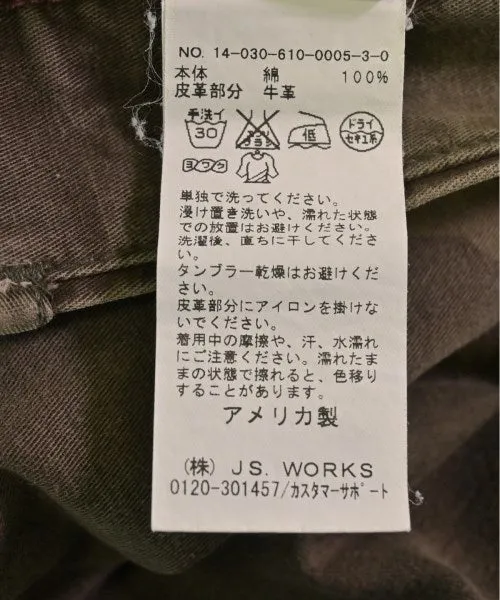 NO. 14-030-610-0005-3-0
本体 綿 100%
皮革部分 牛革
手洗イ 30 エンソ サラシ 低 ドライ セキユ系
ヨワク
単独で洗ってください。
浸け置き洗いや、濡れた状態
での放置はお避けください。
洗濯後、直ちに干してくださ
い。
タンブラー乾燥はお避けくだ
さい。
皮革部分にアイロンを掛けな
いでください。
着用中の摩擦や、汗、水濡れ
にご注意ください。濡れたま
まの状態で擦れると、色移り
することがあります。
アメリカ製
(株) JS. WORKS
0120-301457/カスタマーサポート